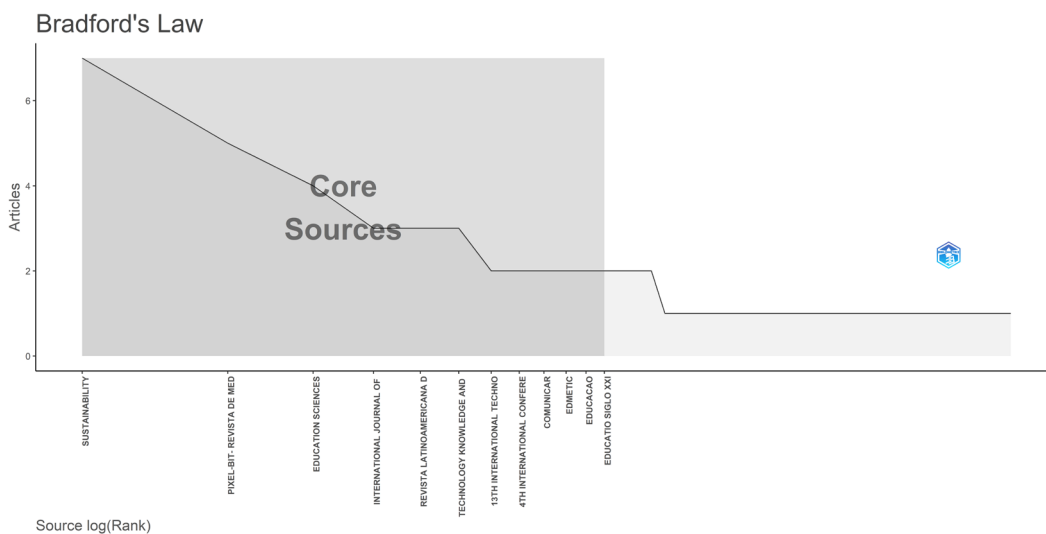 Bradford's Law
Articles
6
4
2
0
Core
Sources
SUSTAINABILITY
PIXEL-BIT- REVISTA DE MED
EDUCATION SCIENCES
INTERNATIONAL JOURNAL OF
REVISTA LATINOAMERICANA D
TECHNOLOGY KNOWLEDGE AND
13TH INTERNATIONAL TECHNO
4TH INTERNATIONAL CONFERE
COMUNICAR
EDMETIC
EDUCACAO
EDUCATIO SIGLO XXI
Source log(Rank)